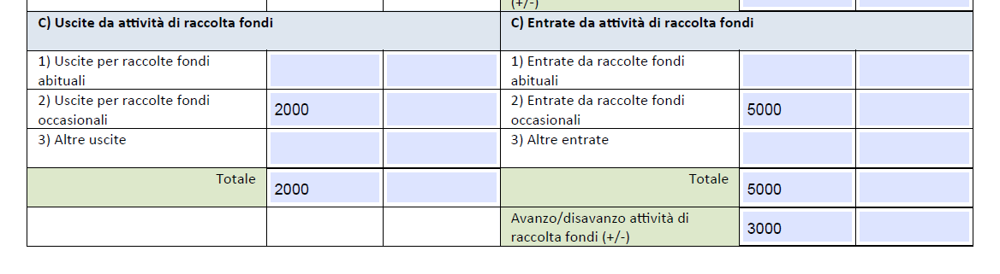 (+/-)
C) Uscite da attività di raccolta fondi
C) Entrate da attività di raccolta fondi
1) Uscite per raccolte fondi
abituali
1) Entrate da raccolte fondi
abituali
2) Uscite per raccolte fondi
occasionali
2000
2) Entrate da raccolte fondi
occasionali
5000
3) Altre uscite
3) Altre entrate
Totale
2000
Totale
5000
Avanzo/disavanzo attività di
raccolta fondi (+/-)
3000